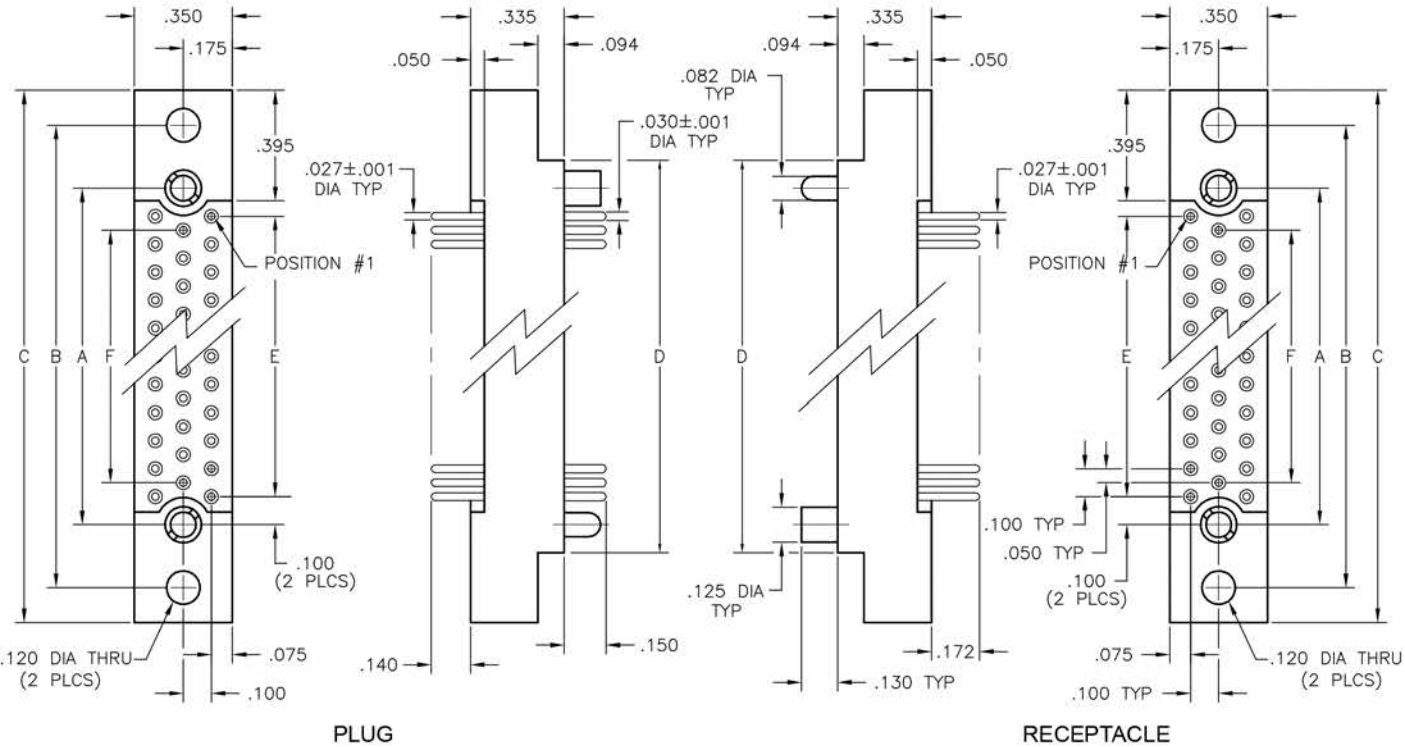 .350
.175
.395
POSITION #1
C
B
A
F
E
.100
(2 PLCS)
.120 DIA THRU
(2 PLCS)
.075
.100
.335
.094
.050
.030±.001
DIA TYP
.027±.001
DIA TYP
D
.140
.150
PLUG
.335
.094
.050
.082 DIA
TYP
.027±.001
DIA TYP
D
.125 DIA
TYP
.172
.130 TYP
.350
.175
.395
POSITION #1
E
F
A
B
C
.100 TYP
.050 TYP
.100
(2 PLCS)
.075
.100 TYP
.120 DIA THRU
(2 PLCS)
RECEPTACLE